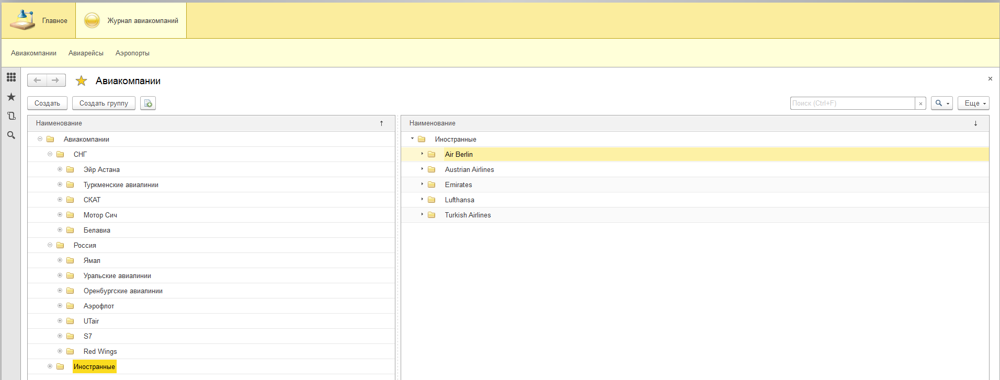 Главное
Журнал авиакомпаний
Авиакомпании Авиарейсы Аэропорты
Авиакомпании
Создать Создать группу Поиск (Ctrl+F) × Еще
Наименование
Авиакомпании
СНГ
Эйр Астана
Туркменские авиалинии
СКАТ
Мотор Сич
Белавиа
Россия
Ямал
Уральские авиалинии
Оренбургские авиалинии
Аэрофлот
UTair
S7
Red Wings
Иностранные
Наименование
Иностранные
Air Berlin
Austrian Airlines
Emirates
Lufthansa
Turkish Airlines